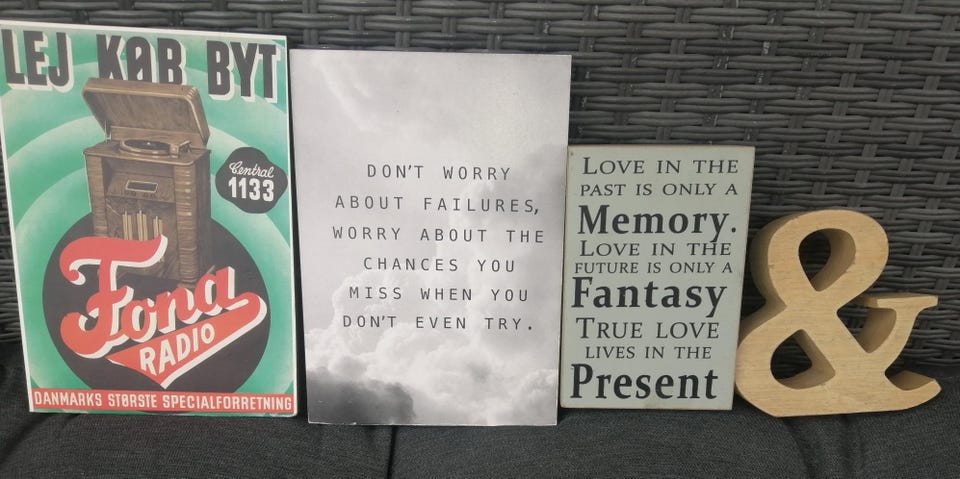 LEJ KØB BYT
Central
1133
Fona
RADIO
DANMARKS STØRSTE SPECIALFORRETNING
DON'T WORRY
ABOUT FAILURES,
WORRY ABOUT THE
CHANCES YOU
MISS WHEN YOU
DON'T EVEN TRY.
LOVE IN THE
PAST IS ONLY A
Memory.
LOVE IN THE
FUTURE IS ONLY A
Fantasy
TRUE LOVE
LIVES IN THE
Present
&